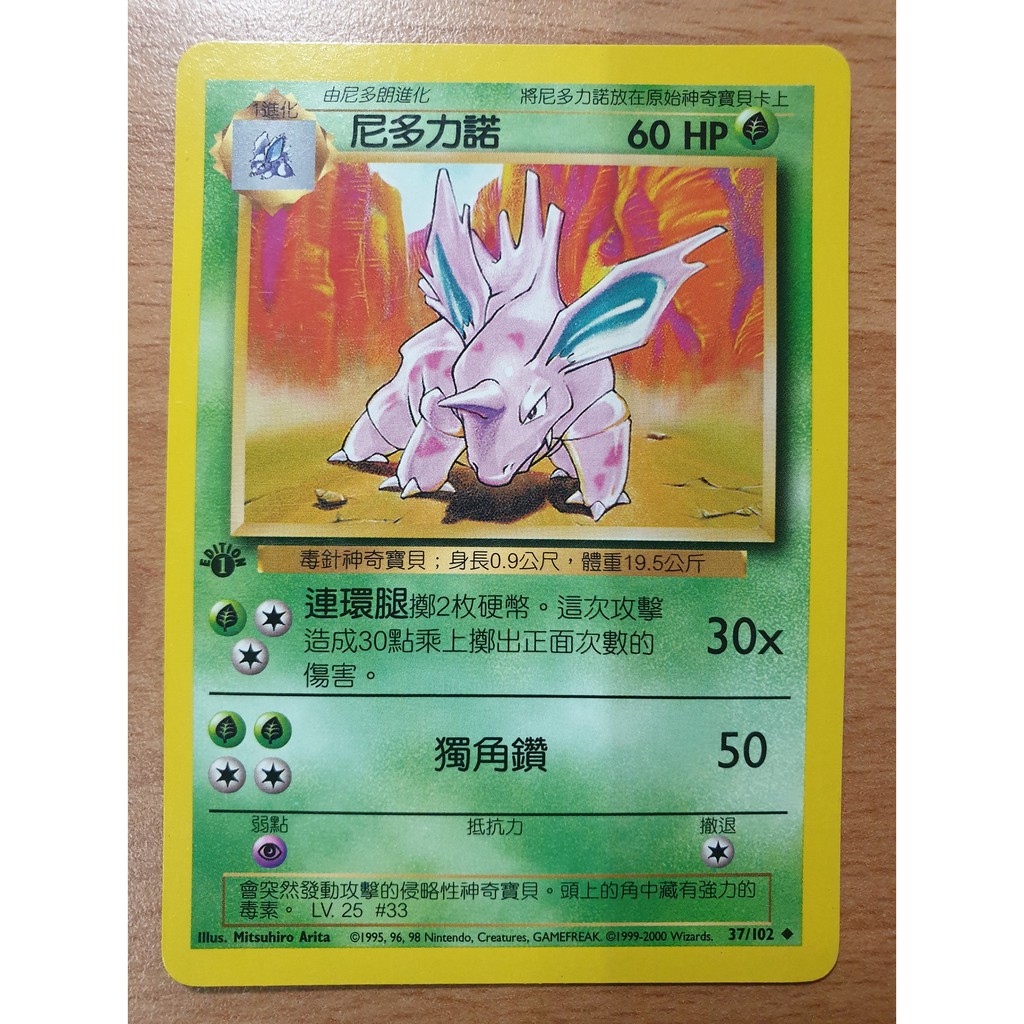 1進化
由尼多朗進化
將尼多力諾放在原始神奇寶貝卡上
尼多力諾
60 HP
EDITION
1
毒針神奇寶貝；身長0.9公尺，體重19.5公斤
連環腿擲2枚硬幣。這次攻擊
造成30點乘上擲出正面次數的
傷害。
30x
獨角鑽
50
弱點
抵抗力
撤退
會突然發動攻擊的侵略性神奇寶貝。頭上的角中藏有強力的
毒素。 LV. 25 #33
Illus. Mitsuhiro Arita ©1995, 96, 98 Nintendo, Creatures, GAMEFREAK. ©1999-2000 Wizards. 37/102